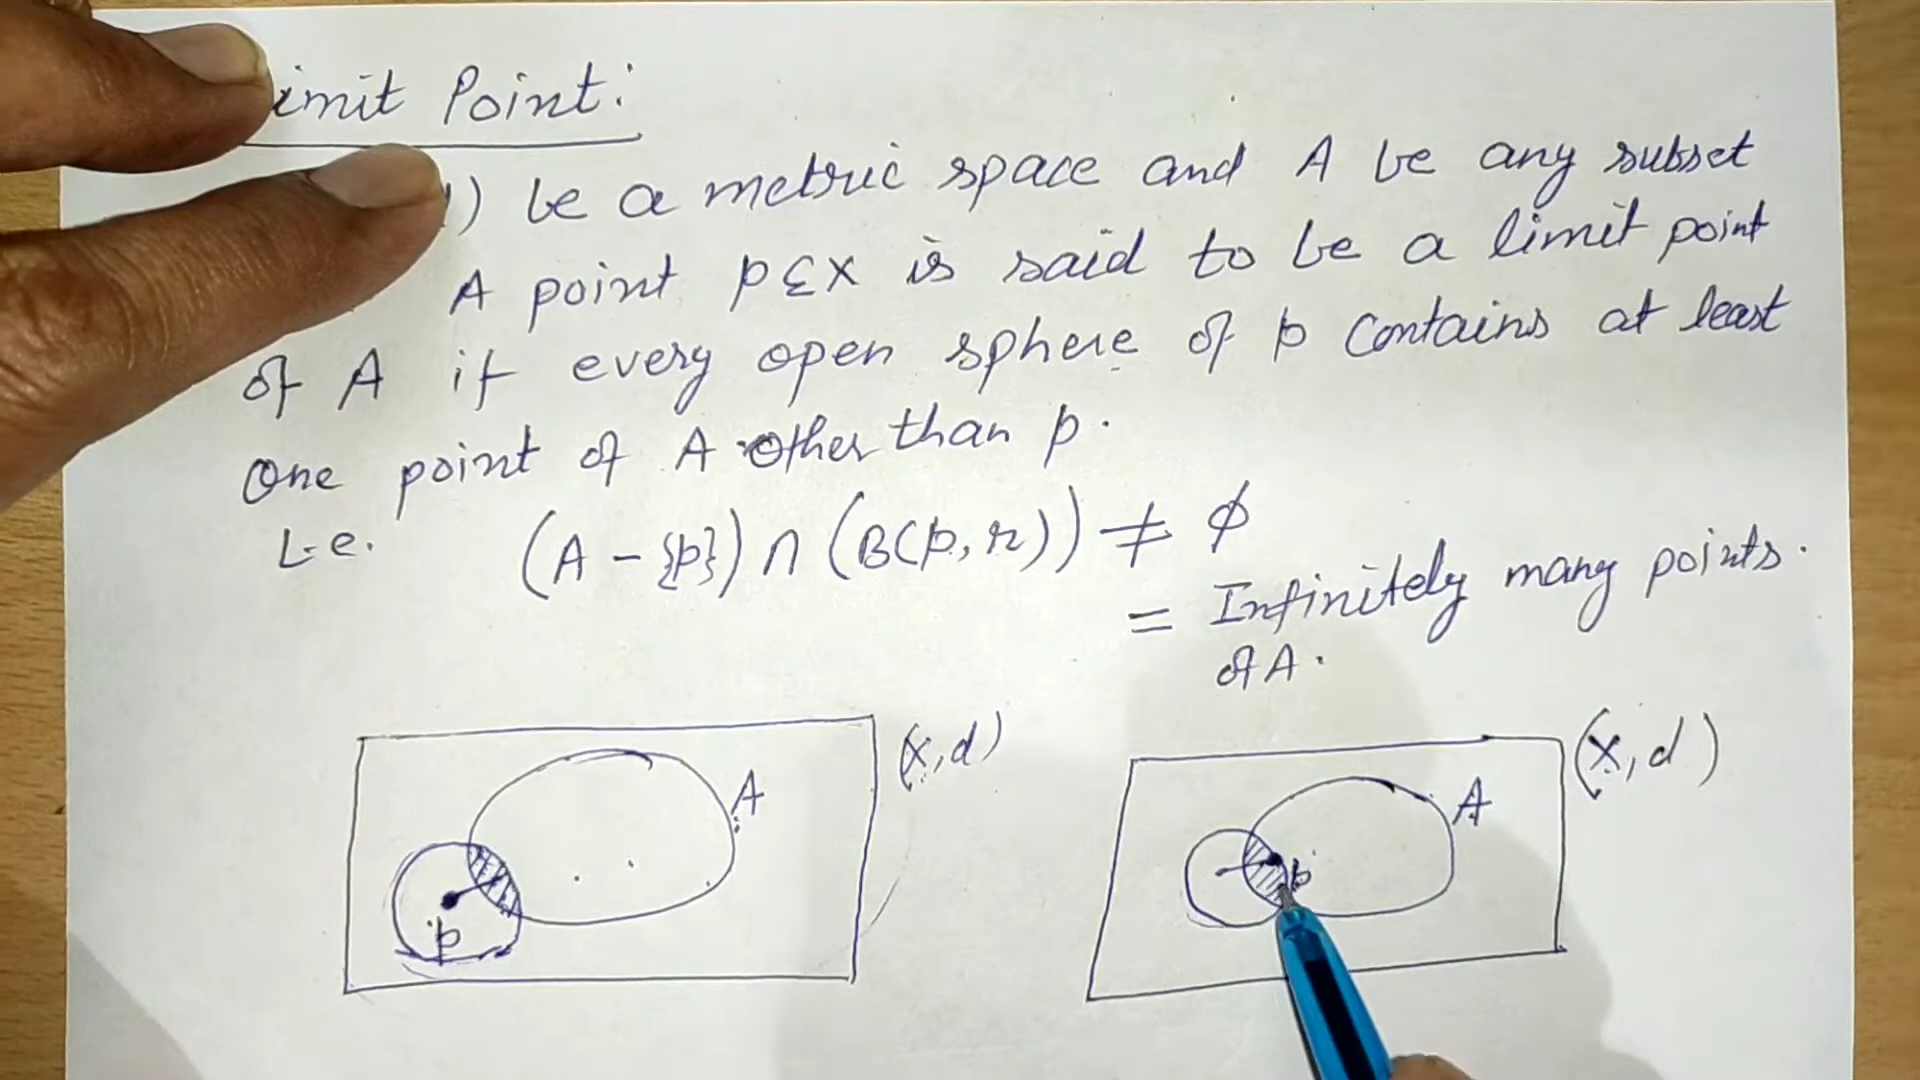 imit Point:
) be a metric space and A be any subset
A point p ε X is said to be a limit point
of A if every open sphere of p contains at least
One point of A other than p.
i.e. (A - {p}) ∩ (B(p, r)) ≠ ϕ
= Infinitely many points.
of A.
(X, d)
(X, d)
A
A
p
p